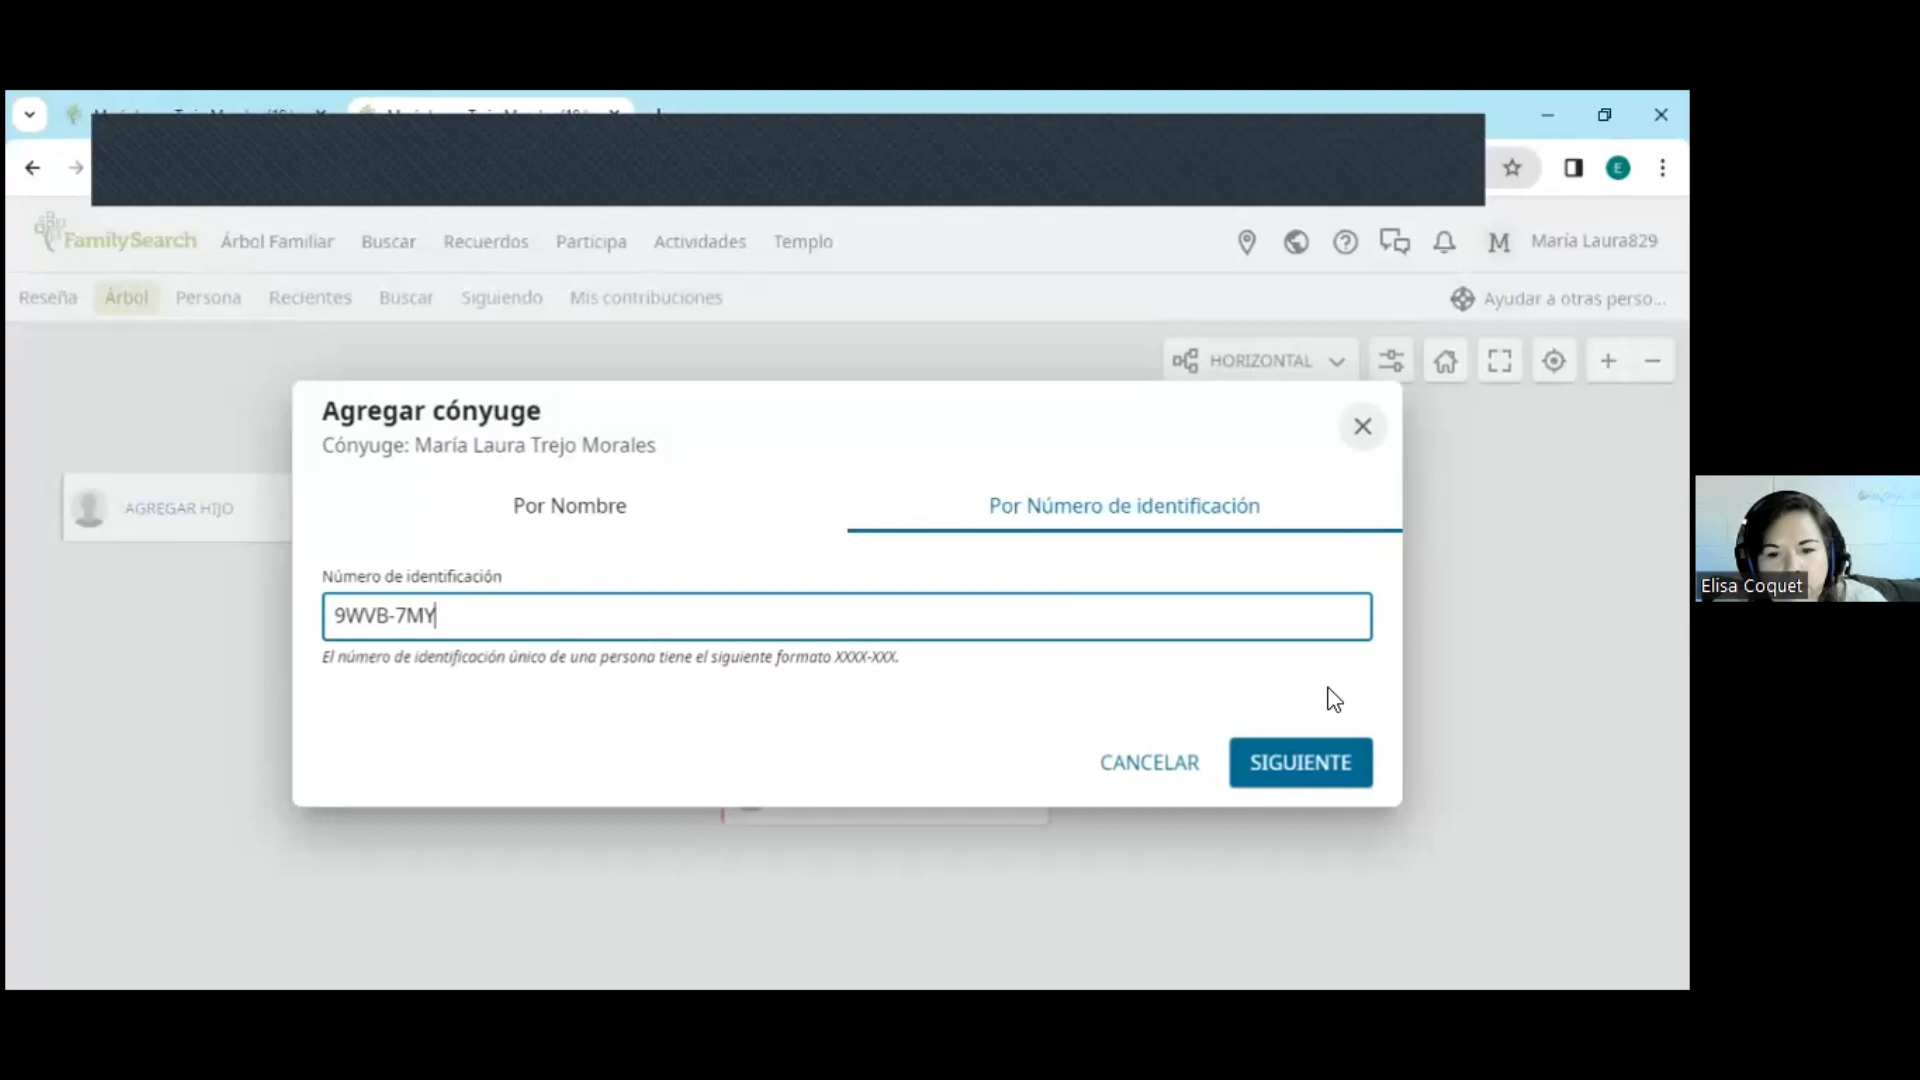 FamilySearch Árbol Familiar Buscar Recuerdos Participa Actividades Templo M María Laura829
E
Reseña Árbol Persona Recientes Buscar Siguiendo Mis contribuciones Ayudar a otras perso...
HORIZONTAL
Agregar cónyuge
Cónyuge: María Laura Trejo Morales
AGREGAR HIJO
Por Nombre Por Número de identificación
Número de identificación
9WVB-7MY
El número de identificación único de una persona tiene el siguiente formato XXXX-XXX.
CANCELAR SIGUIENTE
Elisa Coquet